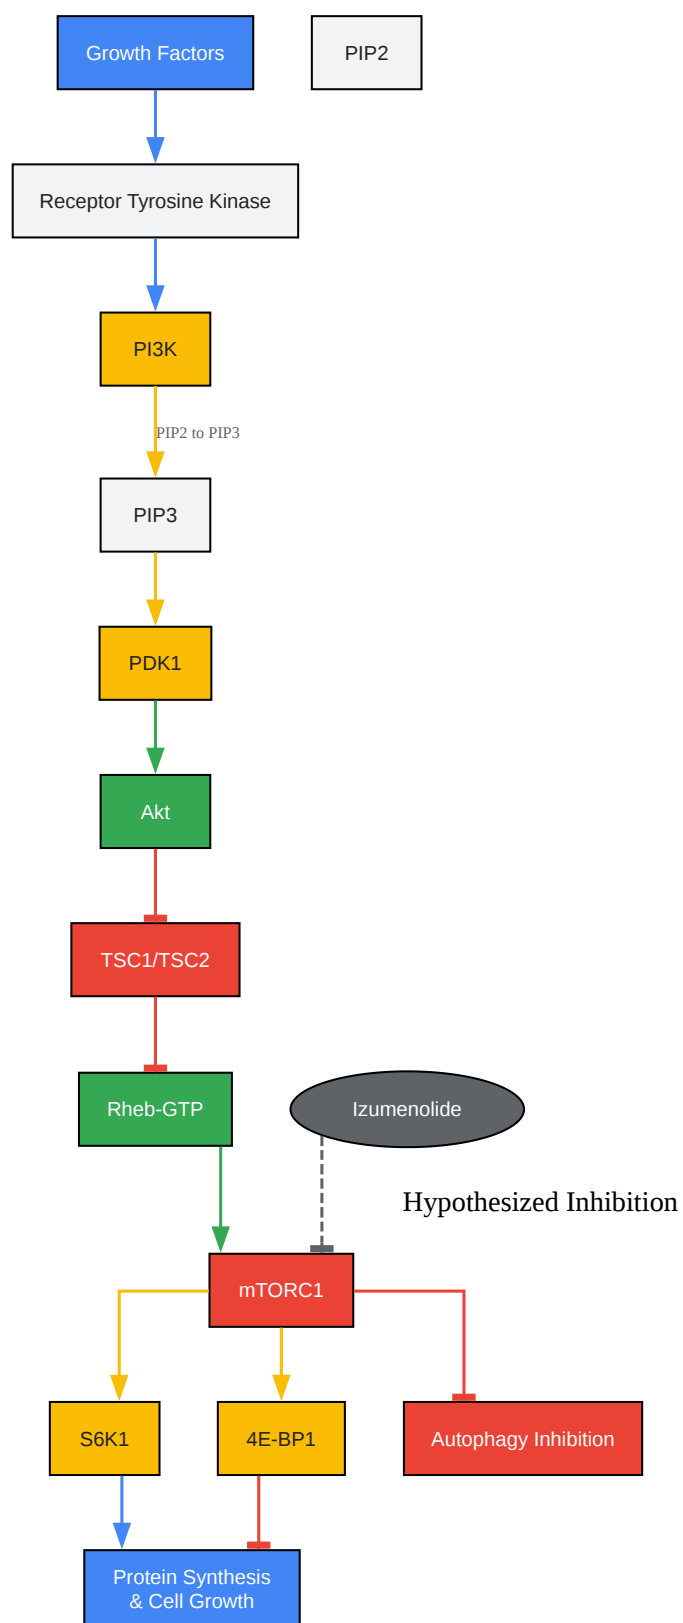 Growth Factors
PIP2
Receptor Tyrosine Kinase
PI3K
PIP2 to PIP3
PIP3
PDK1
Akt
TSC1/TSC2
Rheb-GTP
Izumenolide
Hypothesized Inhibition
mTORC1
S6K1
4E-BP1
Autophagy Inhibition
Protein Synthesis
& Cell Growth